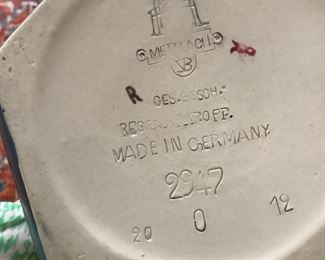 METTLACH
VB
R GES.GESCH.
MADE IN GERMANY
2947
20 0 12